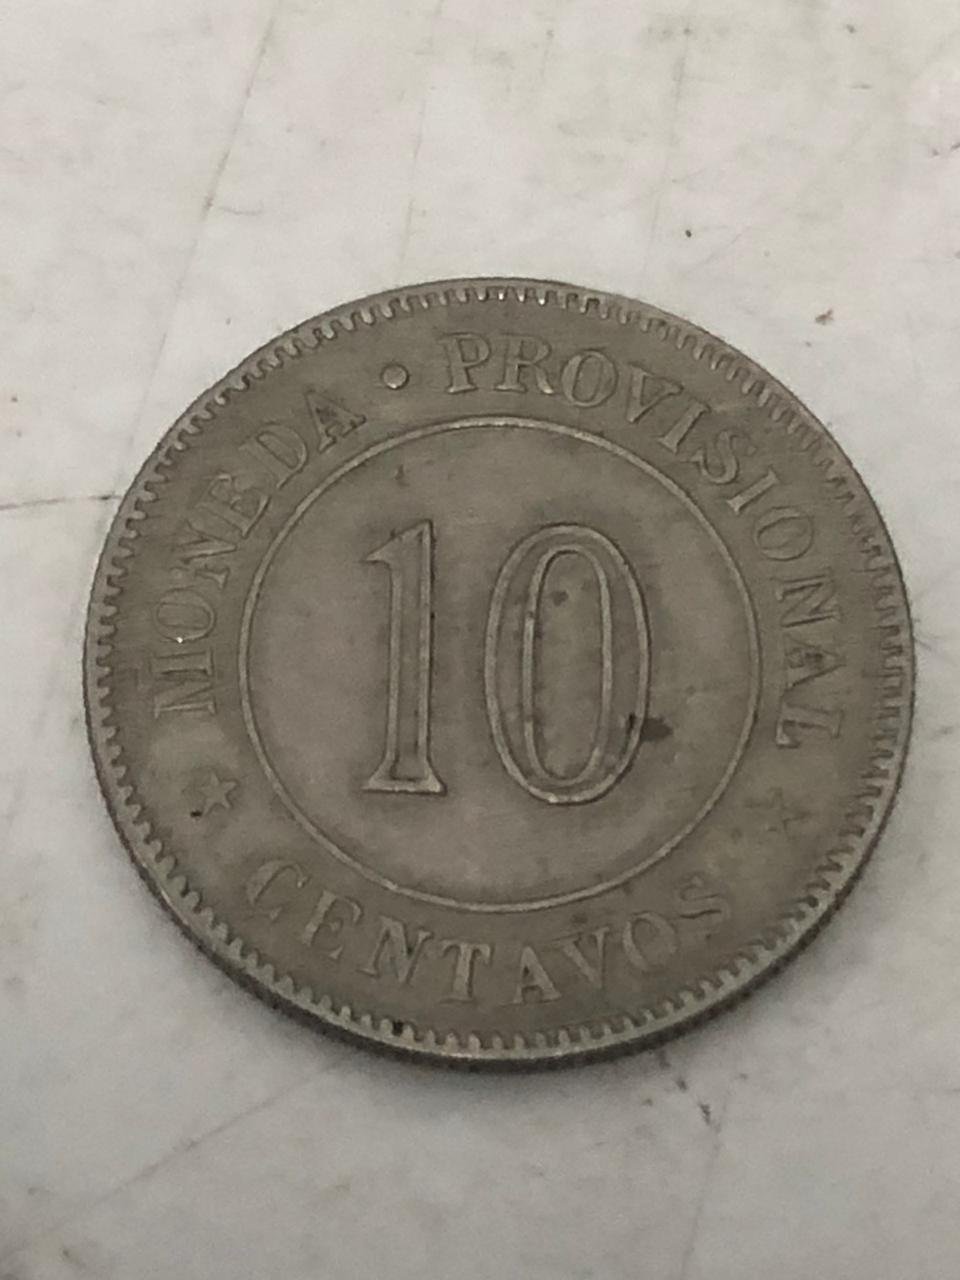 MONEDA • PROVISIONAL
10
CENTAVOS